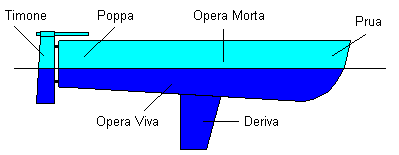 Timone
Poppa
Opera Morta
Prua
Opera Viva
Deriva